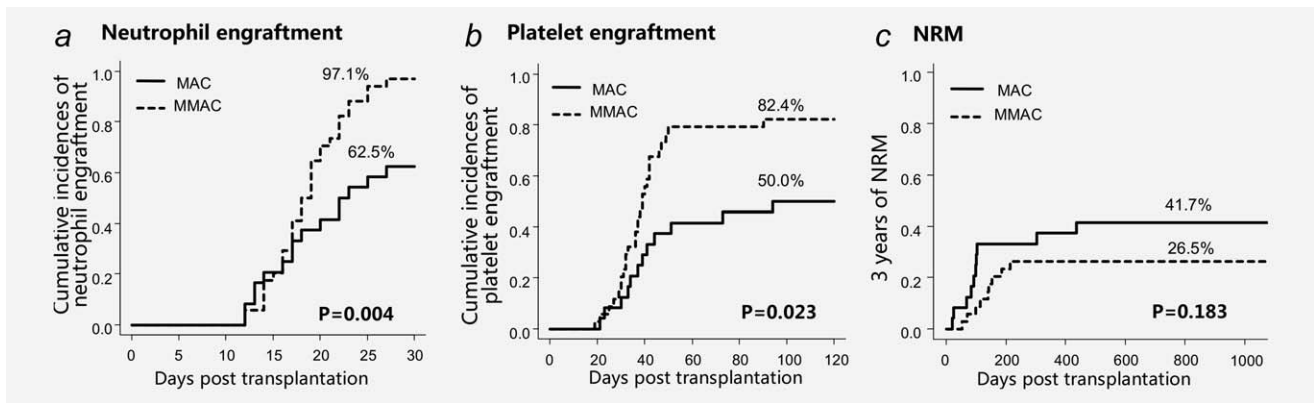 a Neutrophil engraftment
Cumulative incidences of
neutrophil engraftment
1.0
0.8
0.6
0.4
0.2
0.0
MAC
MMAC
97.1%
62.5%
P=0.004
0 5 10 15 20 25 30
Days post transplantation
b Platelet engraftment
Cumulative incidences of
platelet engraftment
1.0
0.8
0.6
0.4
0.2
0.0
MAC
MMAC
82.4%
50.0%
P=0.023
0 20 40 60 80 100 120
Days post transplantation
c NRM
3 years of NRM
1.0
0.8
0.6
0.4
0.2
0.0
MAC
MMAC
41.7%
26.5%
P=0.183
0 200 400 600 800 1000
Days post transplantation